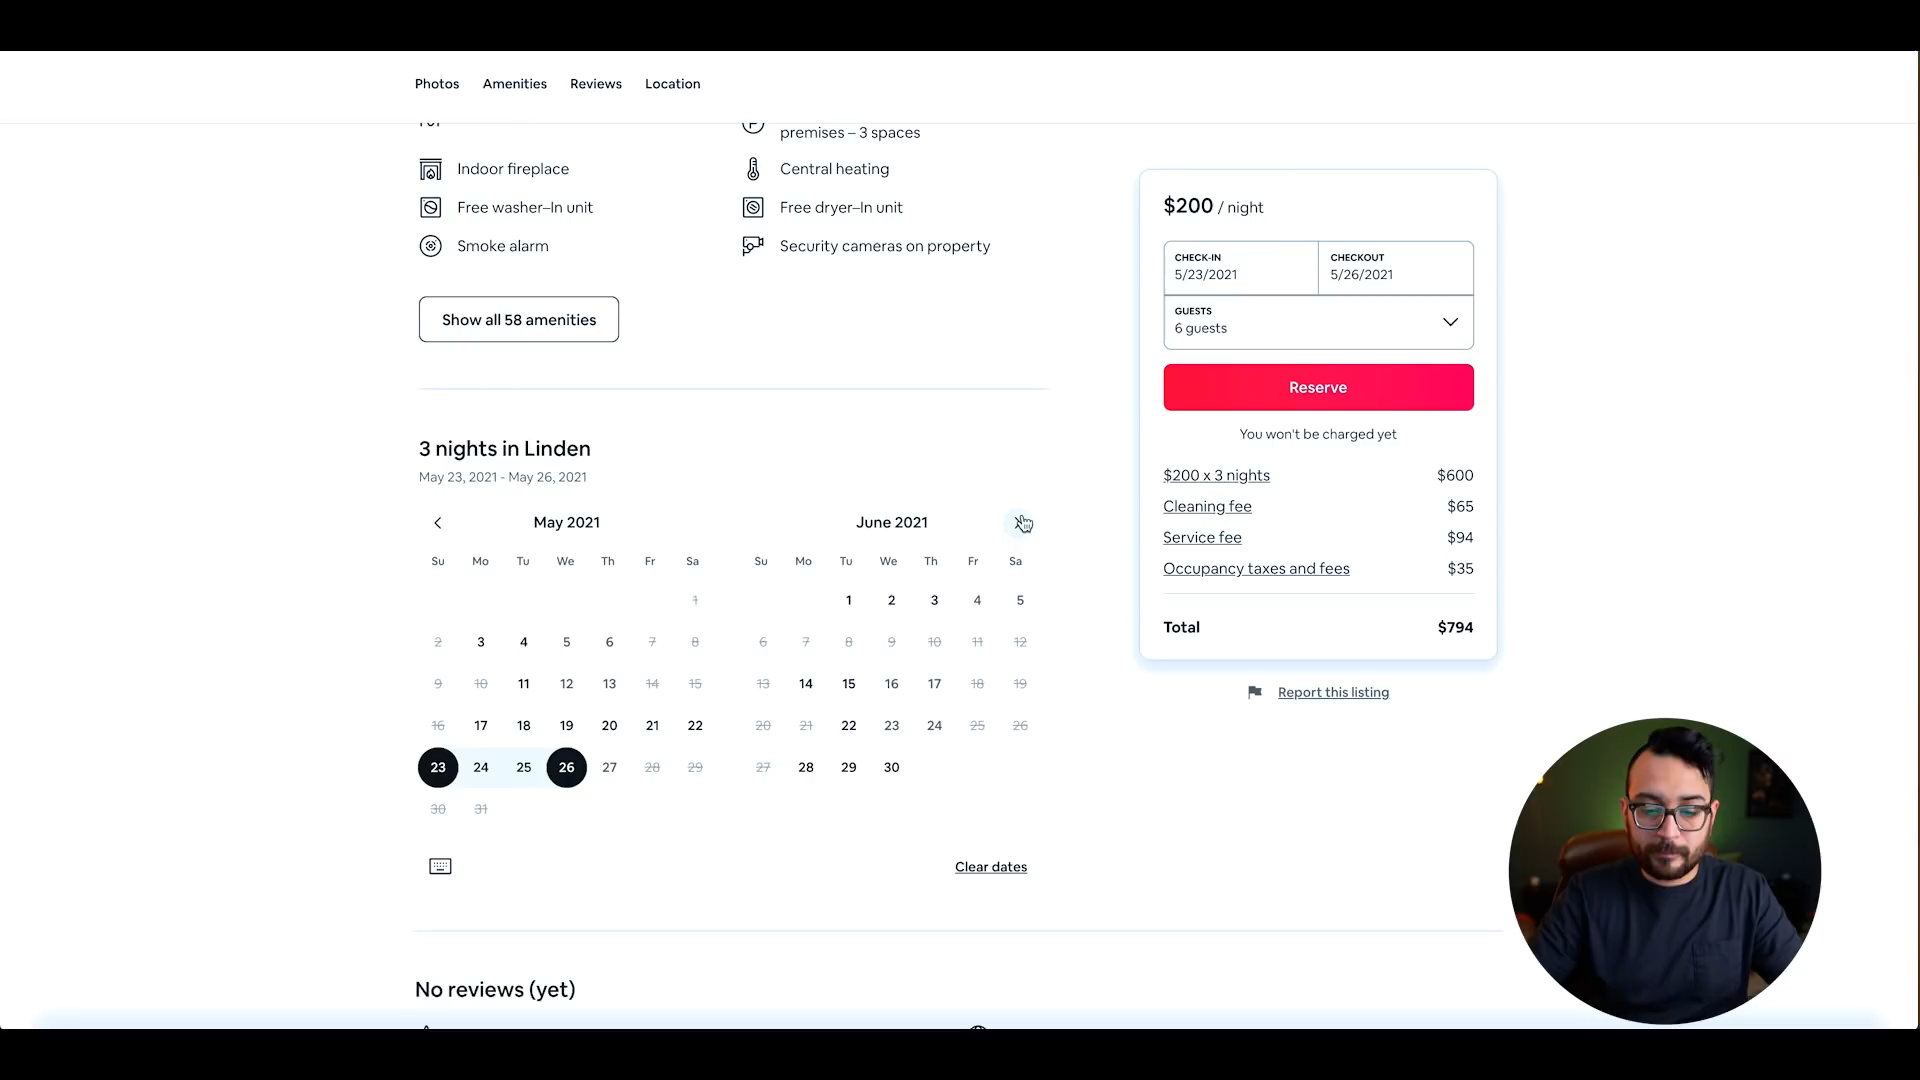 Photos Amenities Reviews Location
premises – 3 spaces
Indoor fireplace
Central heating
Free washer–In unit
Free dryer–In unit
Smoke alarm
Security cameras on property
Show all 58 amenities
3 nights in Linden
May 23, 2021 - May 26, 2021
May 2021
Su Mo Tu We Th Fr Sa
1
2 3 4 5 6 7 8
9 10 11 12 13 14 15
16 17 18 19 20 21 22
23 24 25 26 27 28 29
30 31
June 2021
Su Mo Tu We Th Fr Sa
1 2 3 4 5
6 7 8 9 10 11 12
13 14 15 16 17 18 19
20 21 22 23 24 25 26
27 28 29 30
Clear dates
No reviews (yet)
$200 / night
CHECK-IN
5/23/2021
CHECKOUT
5/26/2021
GUESTS
6 guests
Reserve
You won't be charged yet
$200 x 3 nights $600
Cleaning fee $65
Service fee $94
Occupancy taxes and fees $35
Total $794
Report this listing